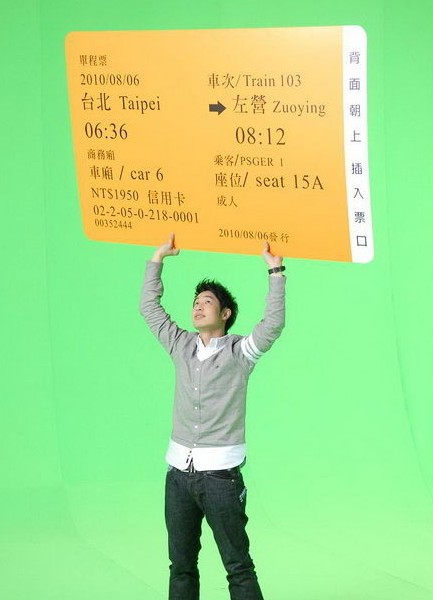 單程票
2010/08/06 車次/Train 103
台北 Taipei ➡ 左營 Zuoying
06:36 08:12
商務廂 乘客/PSGER 1
車廂 / car 6 座位/ seat 15A
NT$1950 信用卡 成人
02-2-05-0-218-0001
00352444 2010/08/06發行
背面朝上 插入票口